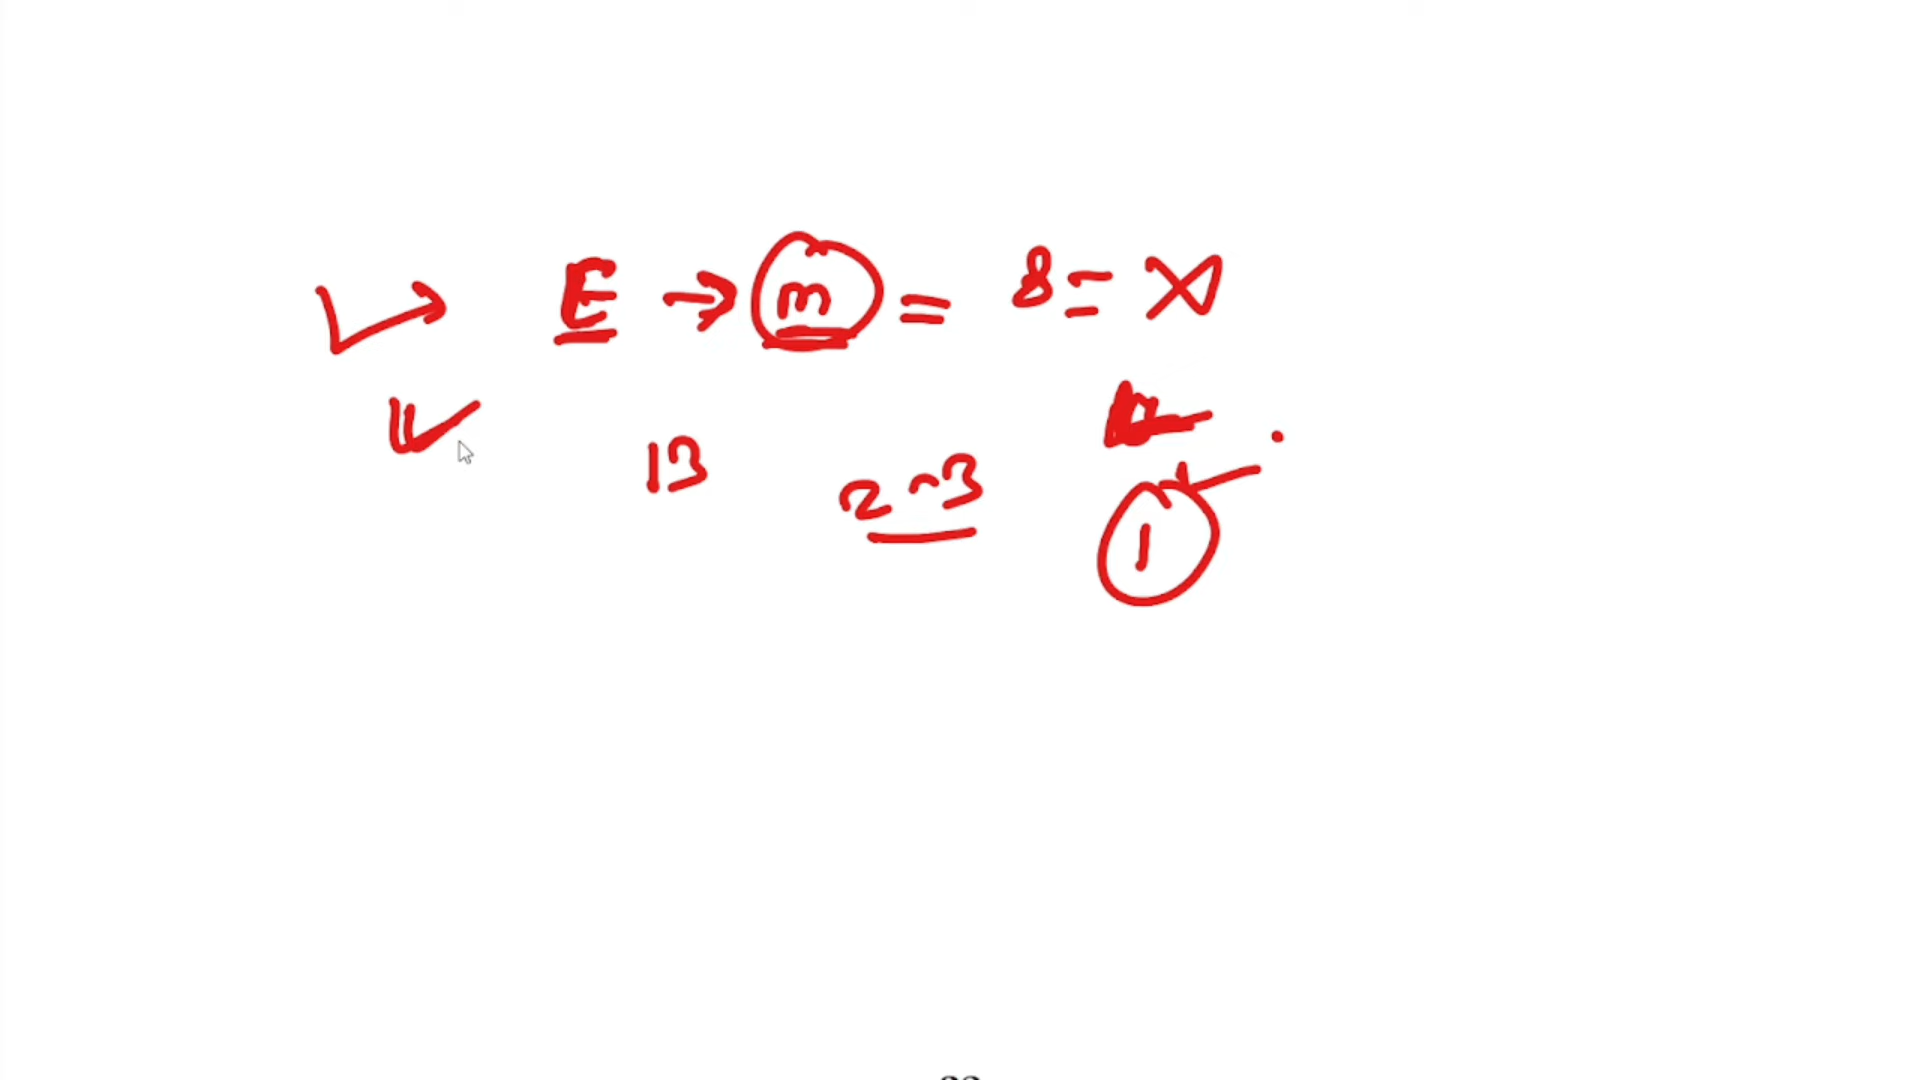 E → m = 8 = X
13 2 ~ 3
1